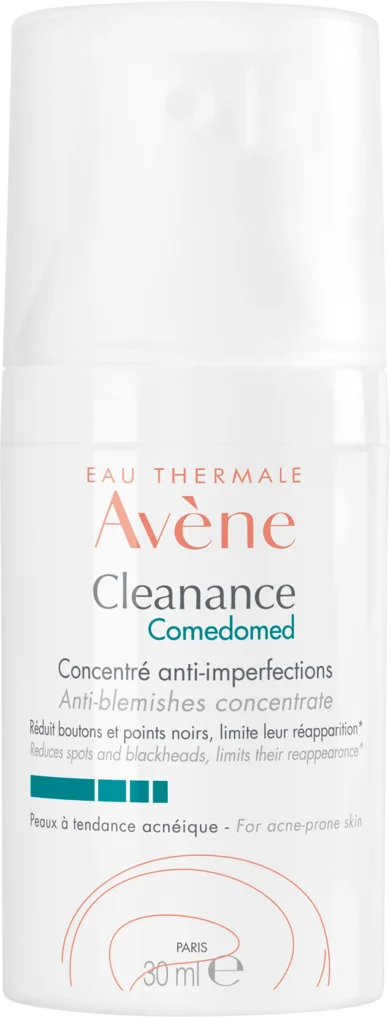 EAU THERMALE
Avène
Cleanance
Comedomed
Concentré anti-imperfections
Anti-blemishes concentrate
Réduit boutons et points noirs, limite leur réapparition*
Reduces spots and blackheads, limits their reappearance*
Peaux à tendance acnéique - For acne-prone skin
PARIS
30 ml ℮